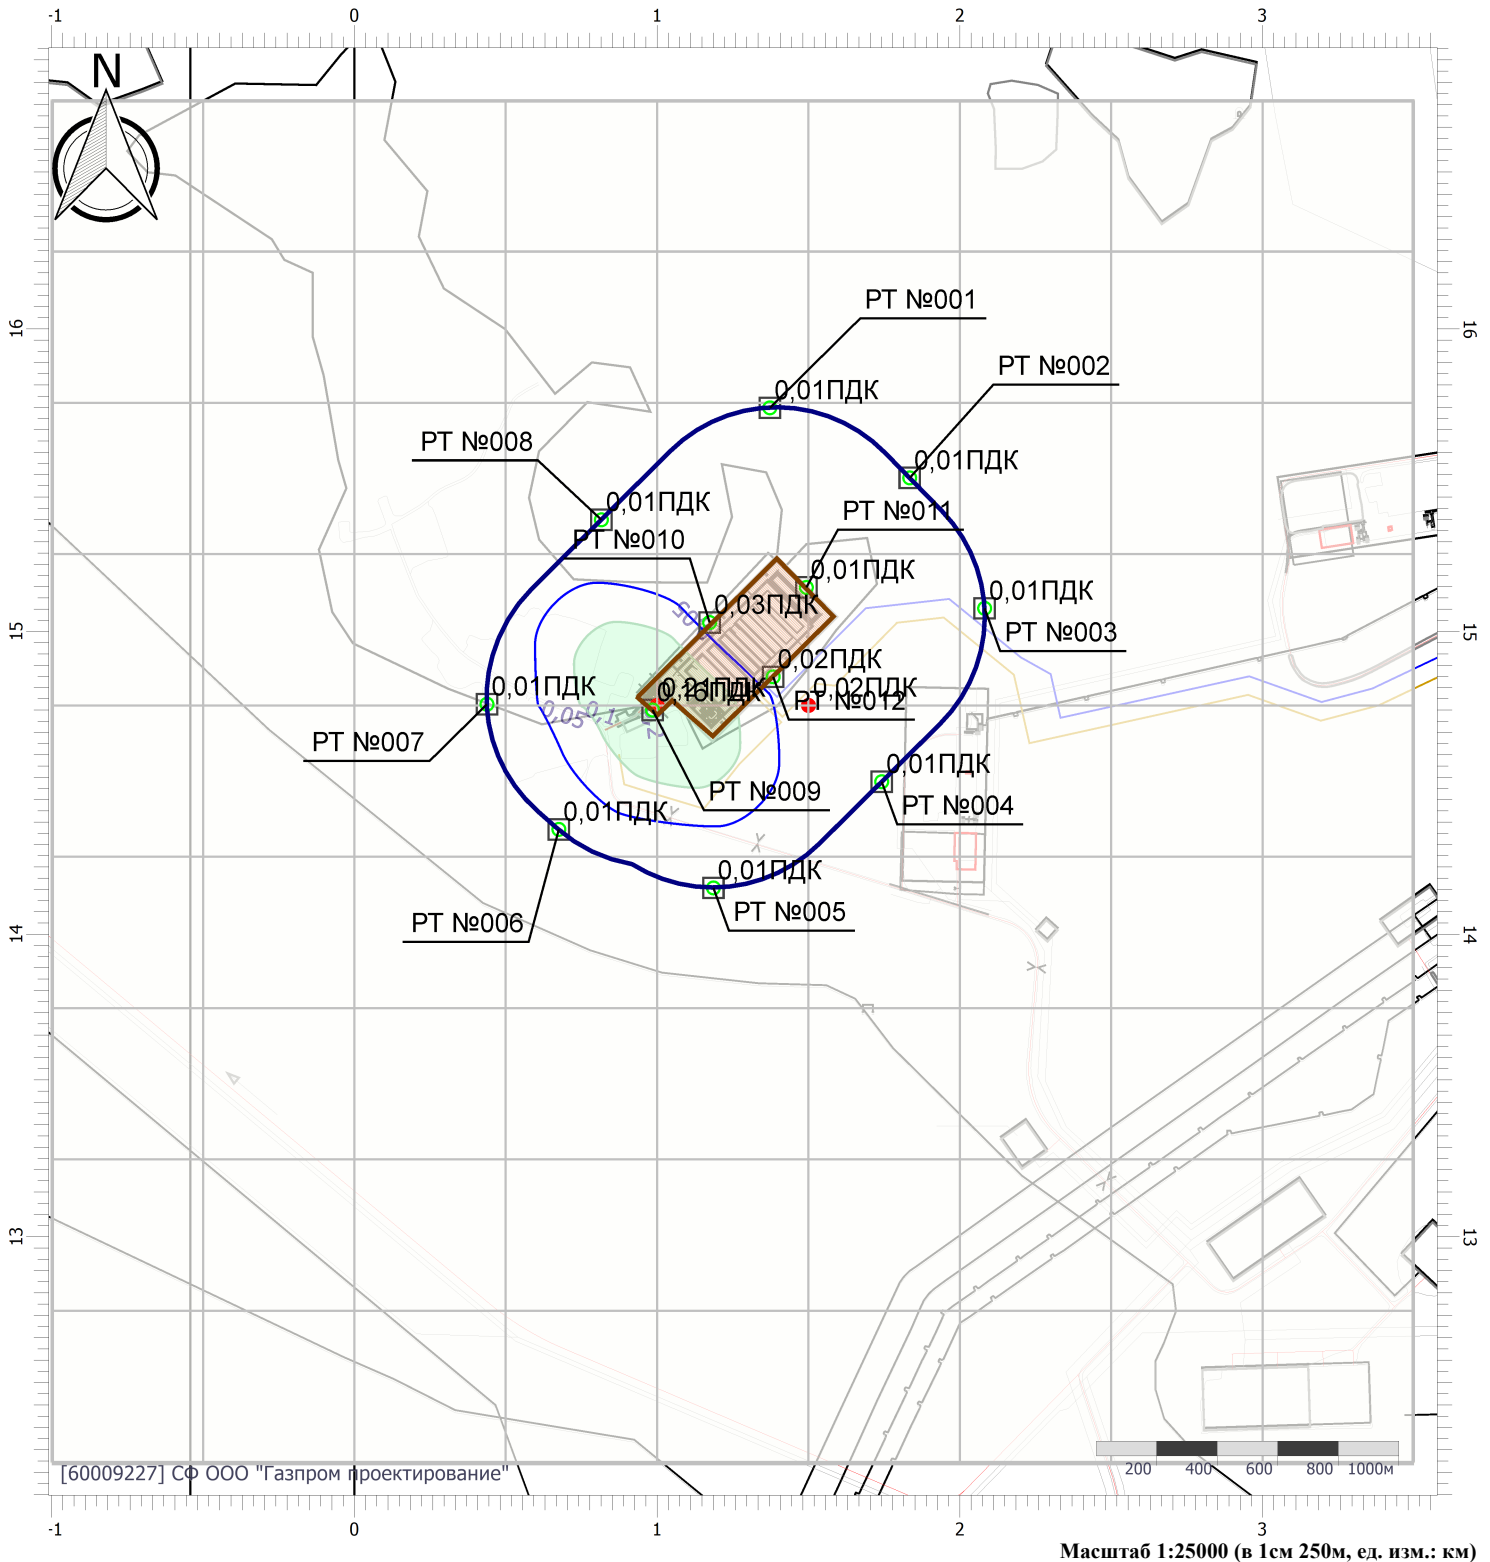 -1 0 1 2 3
N
16 16
РТ №001
РТ №002
0,01ПДК
РТ №008
0,01ПДК
0,01ПДК
РТ №011
РТ №010
0,01ПДК
0,01ПДК
0,03ПДК
15 15
РТ №003
0,02ПДК
0,01ПДК
0,02ПДК
0,05
0,1
РТ №012
РТ №007
0,01ПДК
РТ №009
РТ №004
0,01ПДК
0,01ПДК
РТ №005
РТ №006
14 14
13 13
200 400 600 800 1000м
[60009227] СФ ООО "Газпром проектирование"
-1 0 1 2 3
Масштаб 1:25000 (в 1см 250м, ед. изм.: км)